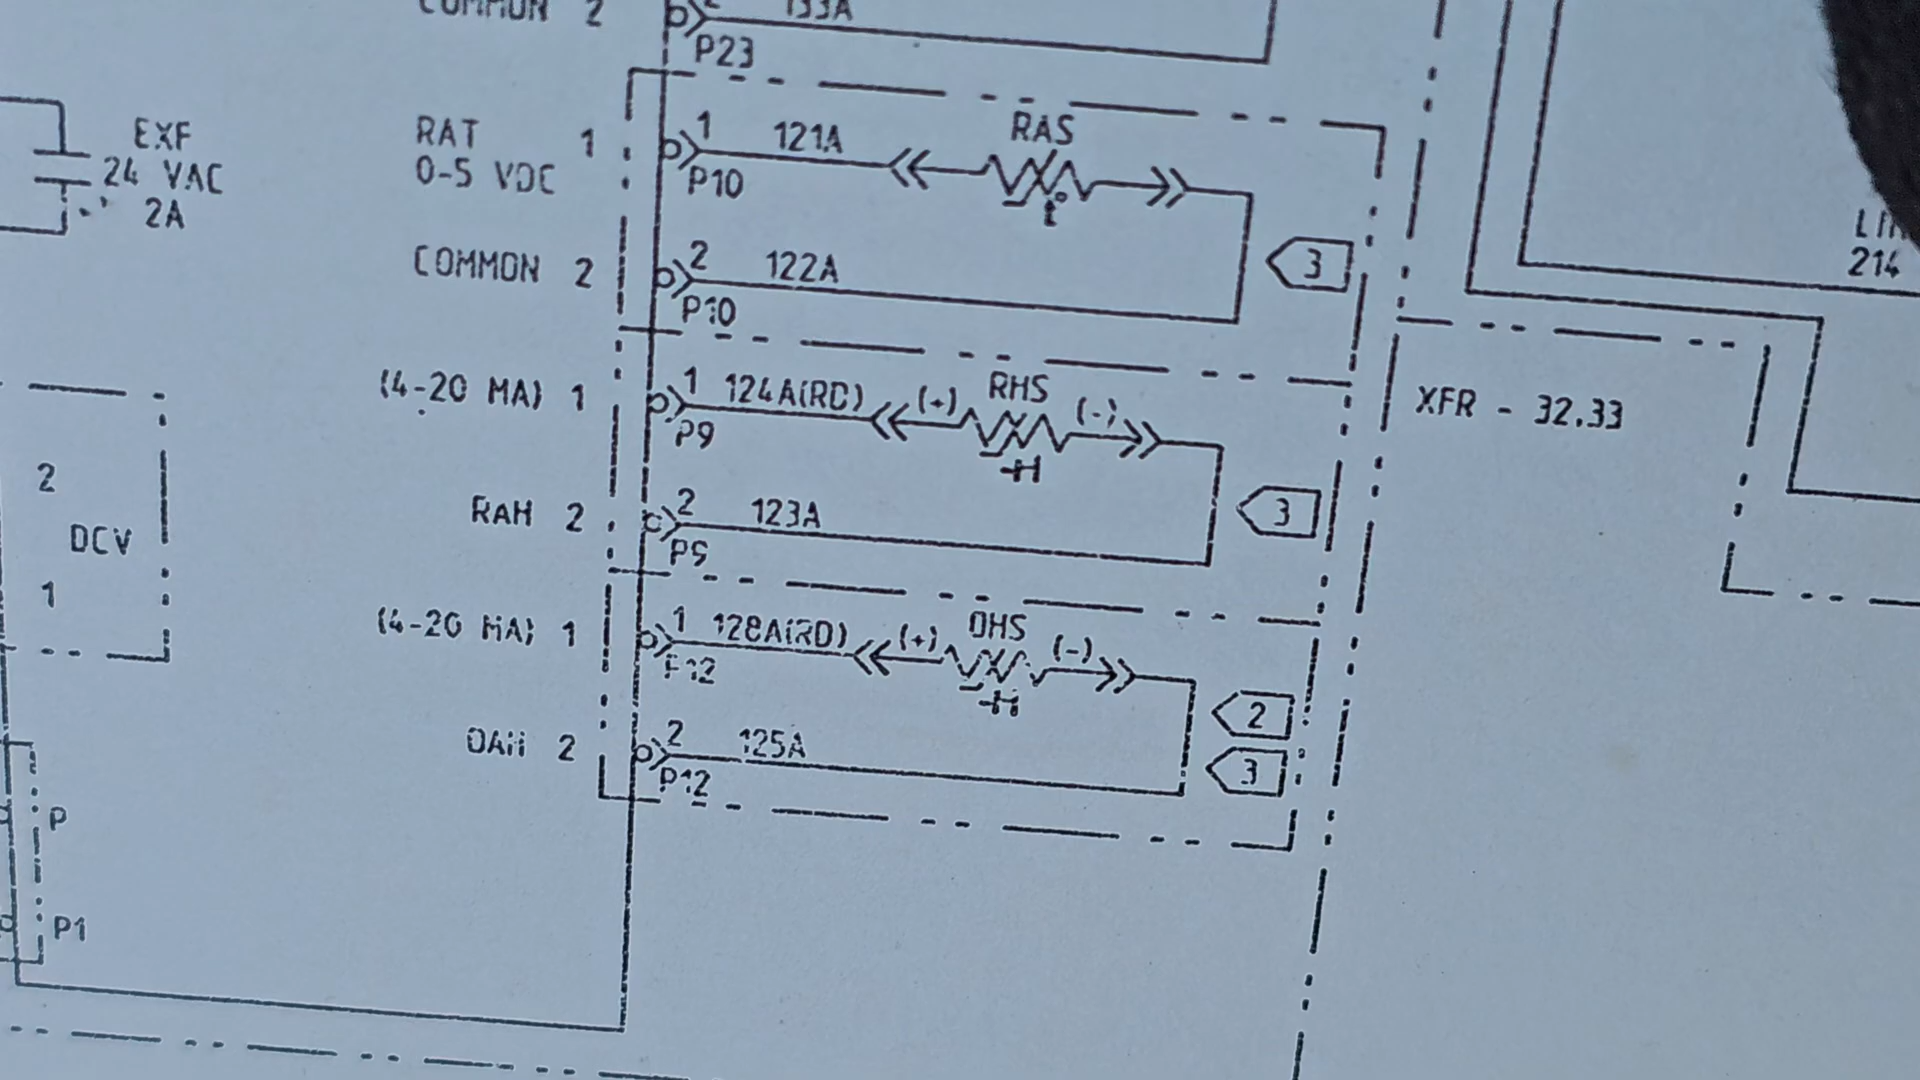 COMMON 2
2
133A
P23
EXF
24 VAC
2A
RAT 1
0-5 VDC
1
121A
RAS
P10
t°
COMMON 2
2
122A
P10
3
214
(4-20 MA) 1
1
124A(RD)
(+)
RHS
(-)
P9
-H
XFR - 32.33
RAH 2
2
123A
P9
3
2
DCV
1
(4-20 MA) 1
1
128A(RD)
(+)
OHS
(-)
P12
-H
OAH 2
2
125A
P12
2
3
P
P1